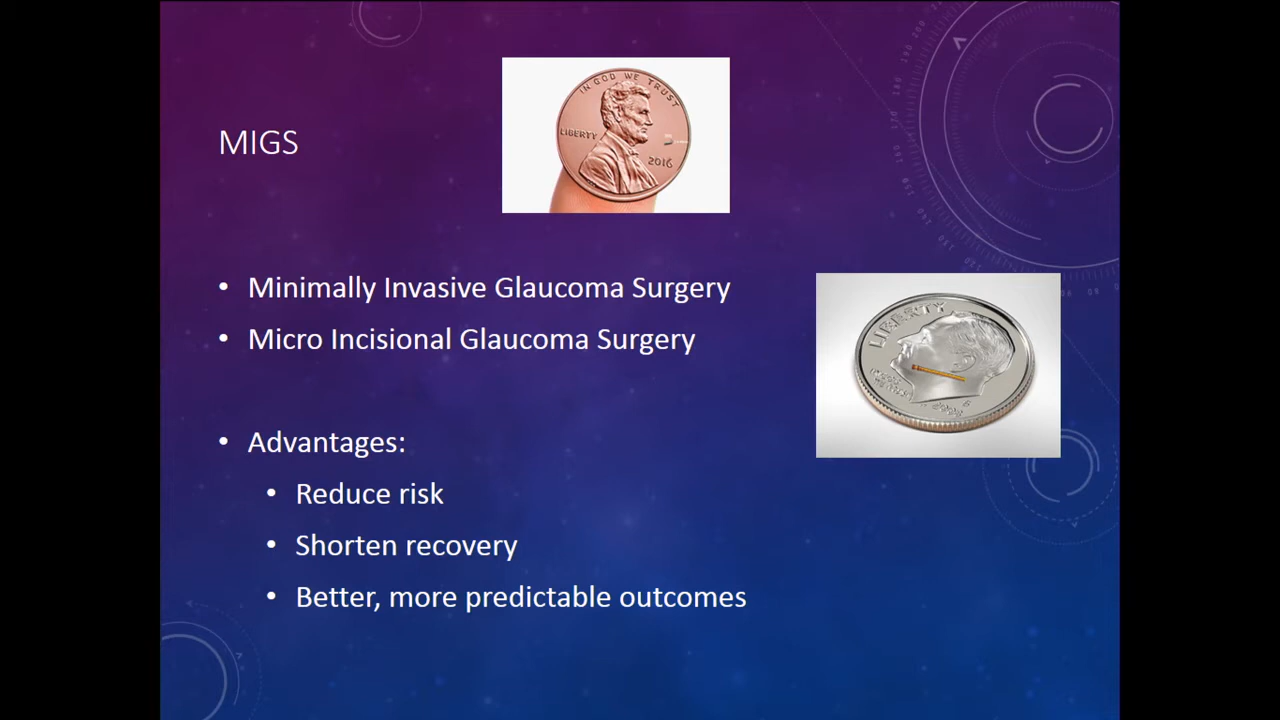 MIGS
IN GOD WE TRUST
LIBERTY
2016
• Minimally Invasive Glaucoma Surgery
• Micro Incisional Glaucoma Surgery
LIBERTY
• Advantages:
• Reduce risk
• Shorten recovery
• Better, more predictable outcomes